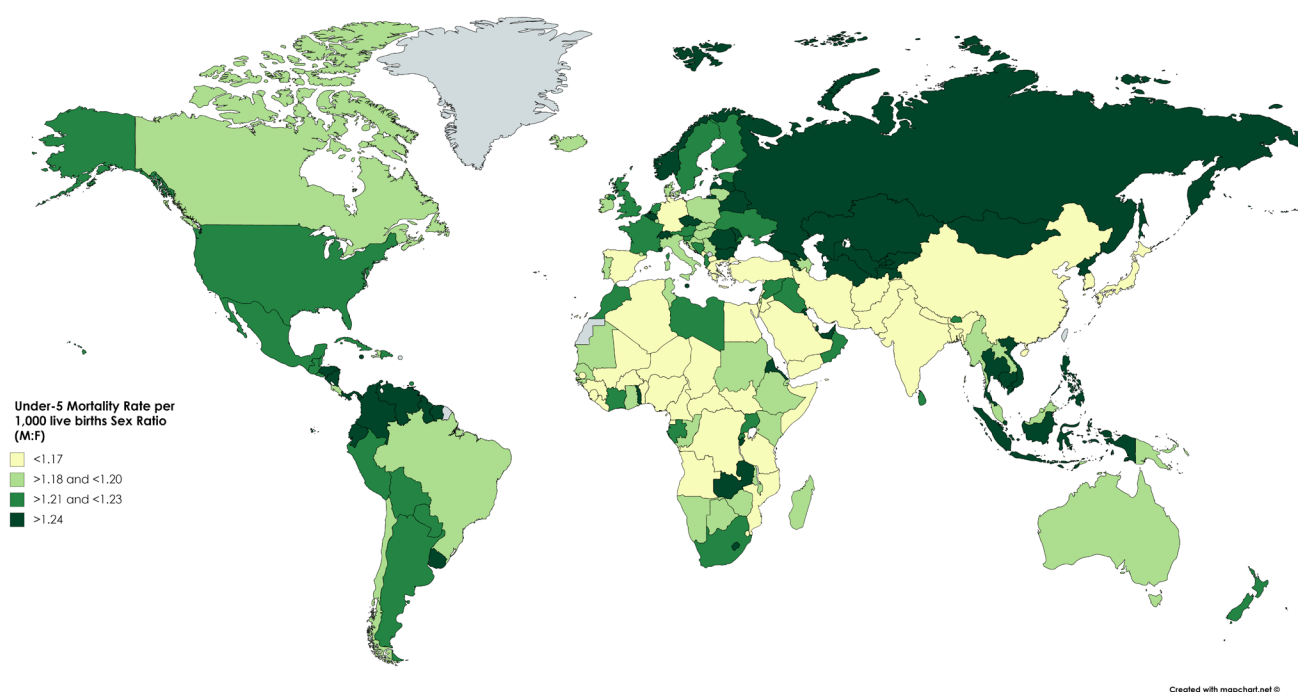 Under-5 Mortality Rate per
1,000 live births Sex Ratio
(M:F)
<1.17
>1.18 and <1.20
>1.21 and <1.23
>1.24
Created with mapchart.net ©